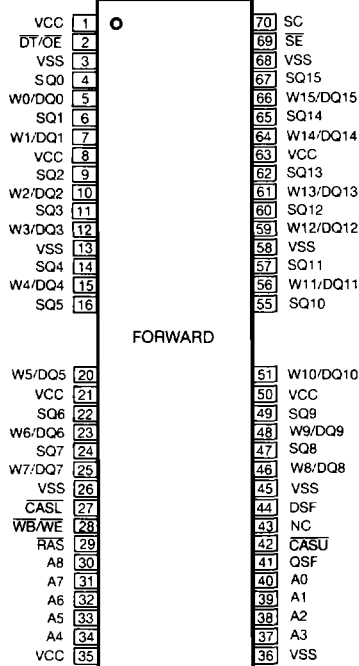 VCC 1 70 SC
DT/OE 2 69 SE
VSS 3 68 VSS
SQ0 4 67 SQ15
W0/DQ0 5 66 W15/DQ15
SQ1 6 65 SQ14
W1/DQ1 7 64 W14/DQ14
VCC 8 63 VCC
SQ2 9 62 SQ13
W2/DQ2 10 61 W13/DQ13
SQ3 11 60 SQ12
W3/DQ3 12 59 W12/DQ12
VSS 13 58 VSS
SQ4 14 57 SQ11
W4/DQ4 15 56 W11/DQ11
SQ5 16 55 SQ10
FORWARD
W5/DQ5 20 51 W10/DQ10
VCC 21 50 VCC
SQ6 22 49 SQ9
W6/DQ6 23 48 W9/DQ9
SQ7 24 47 SQ8
W7/DQ7 25 46 W8/DQ8
VSS 26 45 VSS
CASL 27 44 DSF
WB/WE 28 43 NC
RAS 29 42 CASU
A8 30 41 QSF
A7 31 40 A0
A6 32 39 A1
A5 33 38 A2
A4 34 37 A3
VCC 35 36 VSS